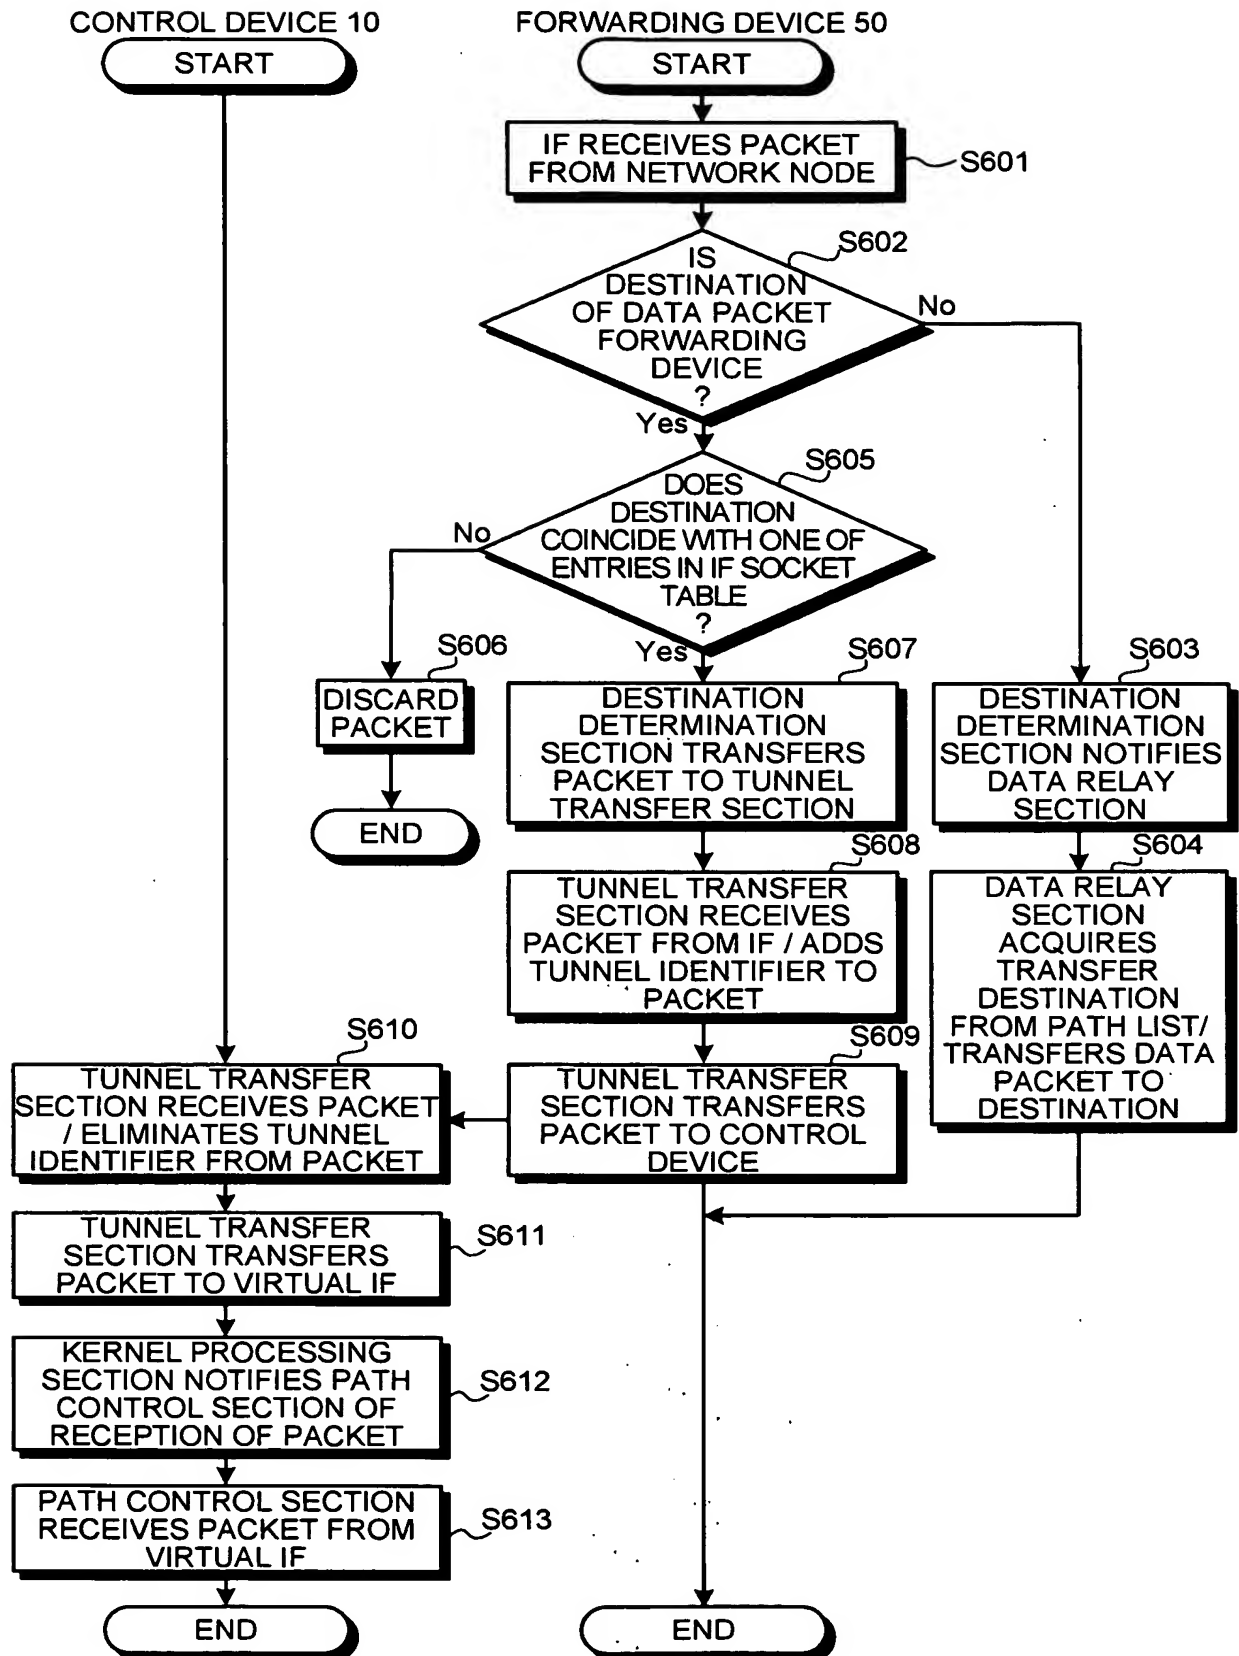 CONTROL DEVICE 10
START
FORWARDING DEVICE 50
START
IF RECEIVES PACKET
FROM NETWORK NODE
S601
S602
IS
DESTINATION
OF DATA PACKET
FORWARDING
DEVICE
?
No
Yes
S605
DOES
DESTINATION
COINCIDE WITH ONE OF
ENTRIES IN IF SOCKET
TABLE
?
No
Yes
S606
DISCARD
PACKET
END
S607
DESTINATION
DETERMINATION
SECTION TRANSFERS
PACKET TO TUNNEL
TRANSFER SECTION
S603
DESTINATION
DETERMINATION
SECTION NOTIFIES
DATA RELAY
SECTION
S608
TUNNEL TRANSFER
SECTION RECEIVES
PACKET FROM IF / ADDS
TUNNEL IDENTIFIER TO
PACKET
S604
DATA RELAY
SECTION
ACQUIRES
TRANSFER
DESTINATION
FROM PATH LIST/
TRANSFERS DATA
PACKET TO
DESTINATION
S610
TUNNEL TRANSFER
SECTION RECEIVES PACKET
/ ELIMINATES TUNNEL
IDENTIFIER FROM PACKET
S609
TUNNEL TRANSFER
SECTION TRANSFERS
PACKET TO CONTROL
DEVICE
TUNNEL TRANSFER
SECTION TRANSFERS
PACKET TO VIRTUAL IF
S611
KERNEL PROCESSING
SECTION NOTIFIES PATH
CONTROL SECTION OF
RECEPTION OF PACKET
S612
PATH CONTROL SECTION
RECEIVES PACKET FROM
VIRTUAL IF
S613
END
END